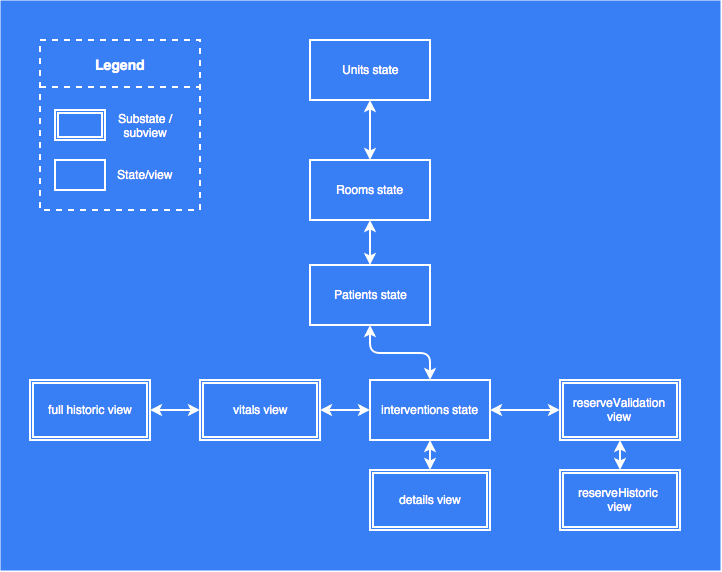 Legend
Substate /
subview
State/view
Units state
Rooms state
Patients state
full historic view
vitals view
interventions state
reserveValidation
view
details view
reserveHistoric
view